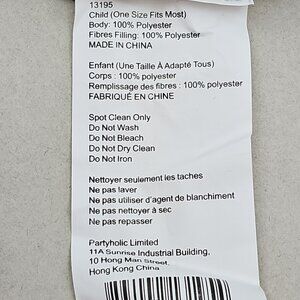 13195
Child (One Size Fits Most)
Body: 100% Polyester
Fibres Filling: 100% Polyester
MADE IN CHINA
Enfant (Une Taille À Adapté Tous)
Corps : 100% polyester
Remplissage des fibres : 100% polyester
FABRIQUÉ EN CHINE
Spot Clean Only
Do Not Wash
Do Not Bleach
Do Not Dry Clean
Do Not Iron
Nettoyer seulement les taches
Ne pas laver
Ne pas utiliser d'agent de blanchiment
Ne pas nettoyer à sec
Ne pas repasser
Partyholic Limited
11A Sunrise Industrial Building,
10 Hong Man Street,
Hong Kong China